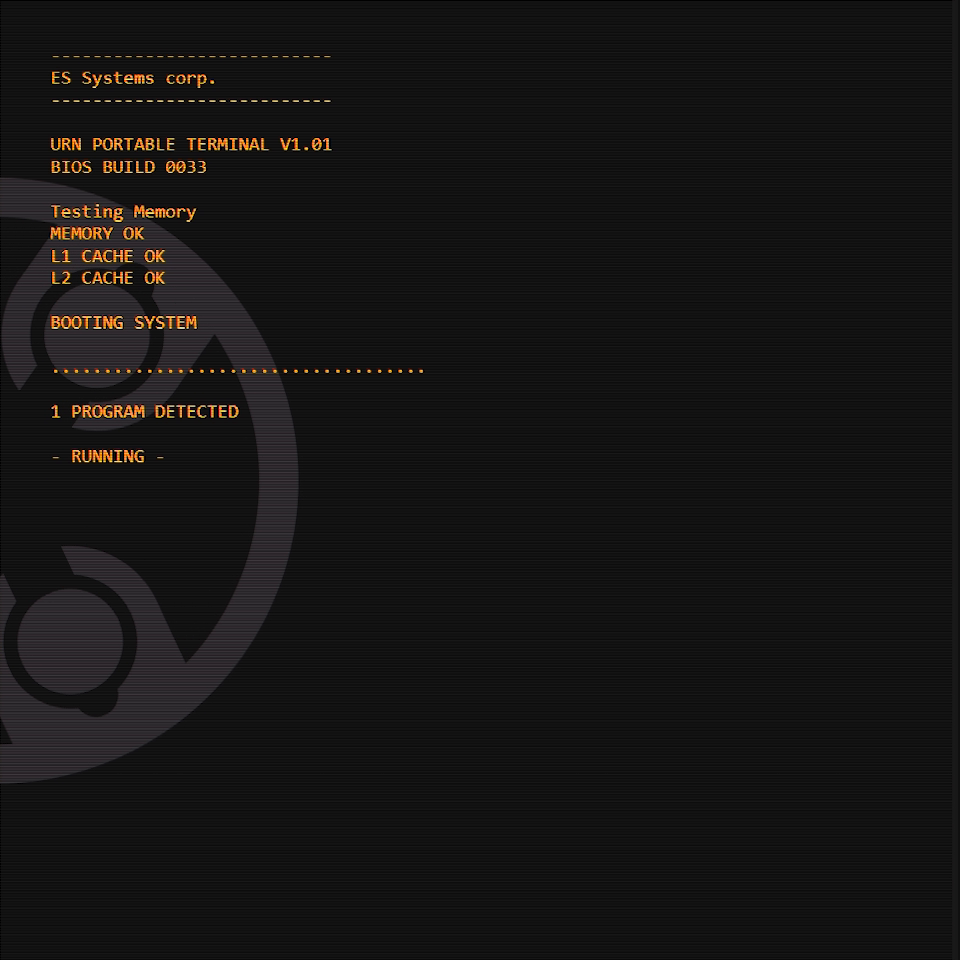 ---------------------------
ES Systems corp.
---------------------------
URN PORTABLE TERMINAL V1.01
BIOS BUILD 0033
Testing Memory
MEMORY OK
L1 CACHE OK
L2 CACHE OK
BOOTING SYSTEM
....................................
1 PROGRAM DETECTED
- RUNNING -